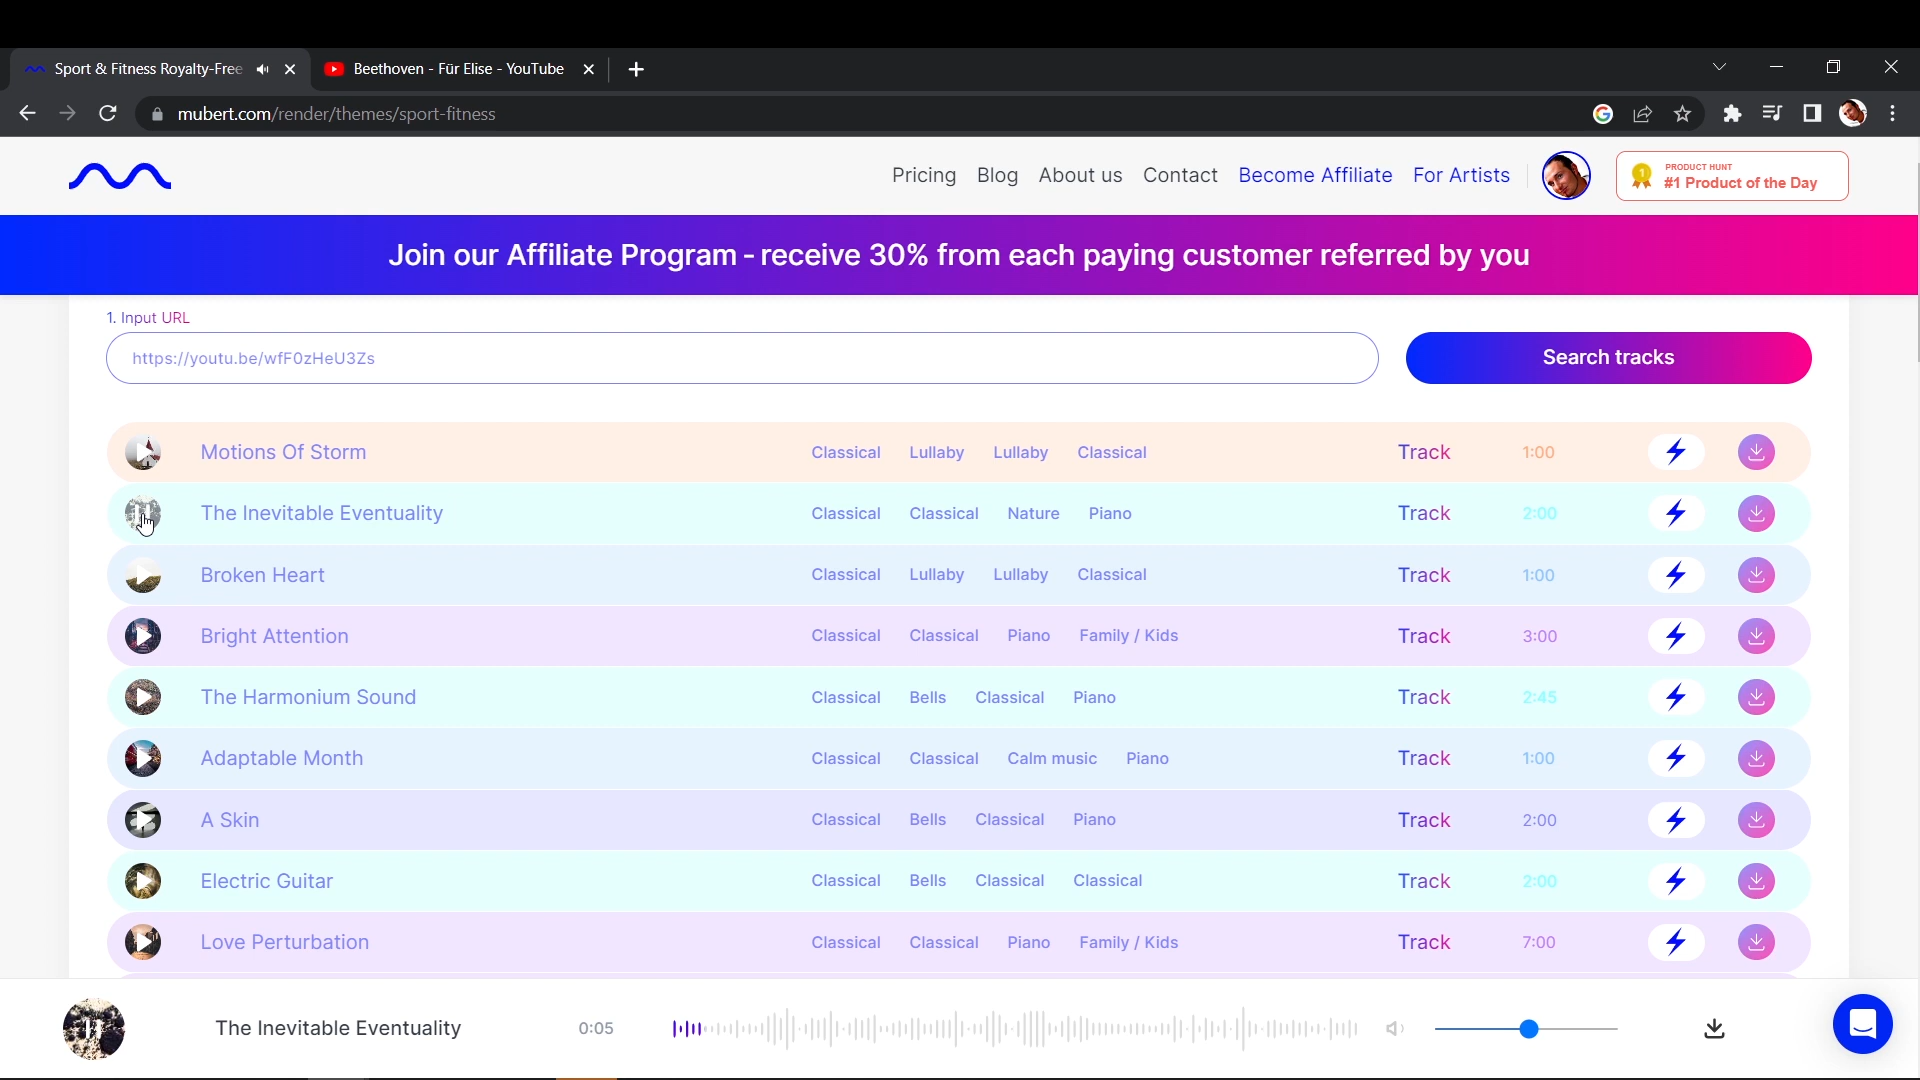 Sport & Fitness Royalty-Free
Beethoven - Für Elise - YouTube
mubert.com/render/themes/sport-fitness
Pricing Blog About us Contact Become Affiliate For Artists
1 PRODUCT HUNT
#1 Product of the Day
Join our Affiliate Program - receive 30% from each paying customer referred by you
1. Input URL
https://youtu.be/wfF0zHeU3Zs
Search tracks
Motions Of Storm Classical Lullaby Lullaby Classical Track 1:00
The Inevitable Eventuality Classical Classical Nature Piano Track 2:00
Broken Heart Classical Lullaby Lullaby Classical Track 1:00
Bright Attention Classical Classical Piano Family / Kids Track 3:00
The Harmonium Sound Classical Bells Classical Piano Track 2:45
Adaptable Month Classical Classical Calm music Piano Track 1:00
A Skin Classical Bells Classical Piano Track 2:00
Electric Guitar Classical Bells Classical Classical Track 2:00
Love Perturbation Classical Classical Piano Family / Kids Track 7:00
The Inevitable Eventuality 0:05